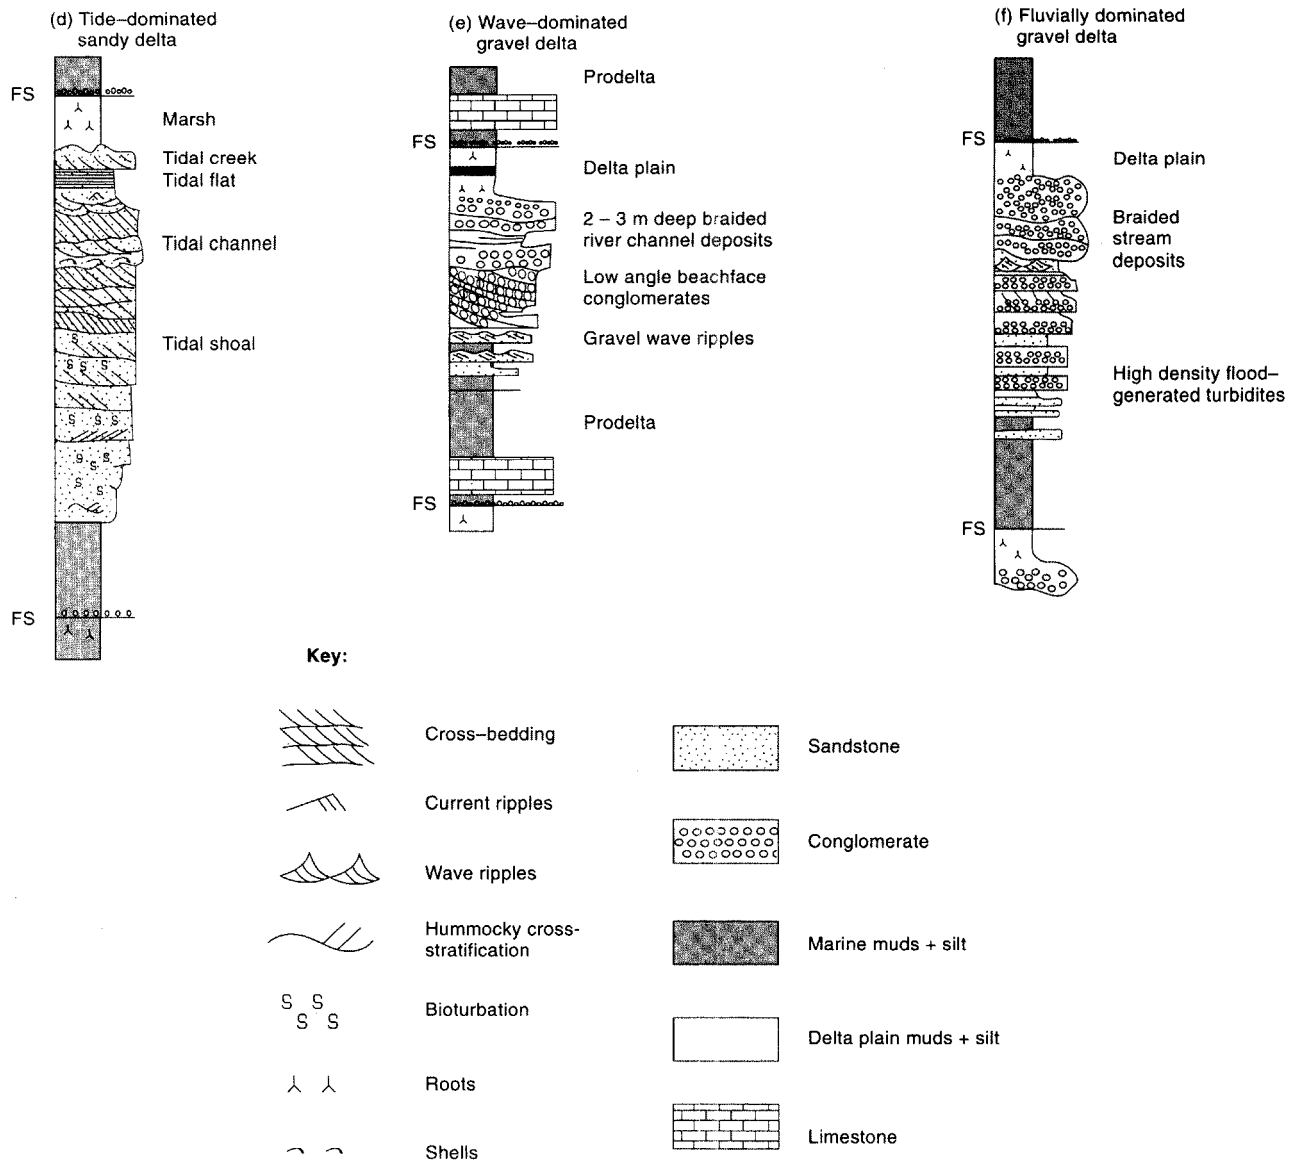 (d) Tide–dominated
sandy delta
FS
Marsh
Tidal creek
Tidal flat
Tidal channel
Tidal shoal
FS
(e) Wave–dominated
gravel delta
Prodelta
FS
Delta plain
2 – 3 m deep braided
river channel deposits
Low angle beachface
conglomerates
Gravel wave ripples
Prodelta
FS
(f) Fluvially dominated
gravel delta
FS
Delta plain
Braided
stream
deposits
High density flood–
generated turbidites
FS
Key:
Cross–bedding
Current ripples
Wave ripples
Hummocky cross-
stratification
Bioturbation
Roots
Shells
Sandstone
Conglomerate
Marine muds + silt
Delta plain muds + silt
Limestone